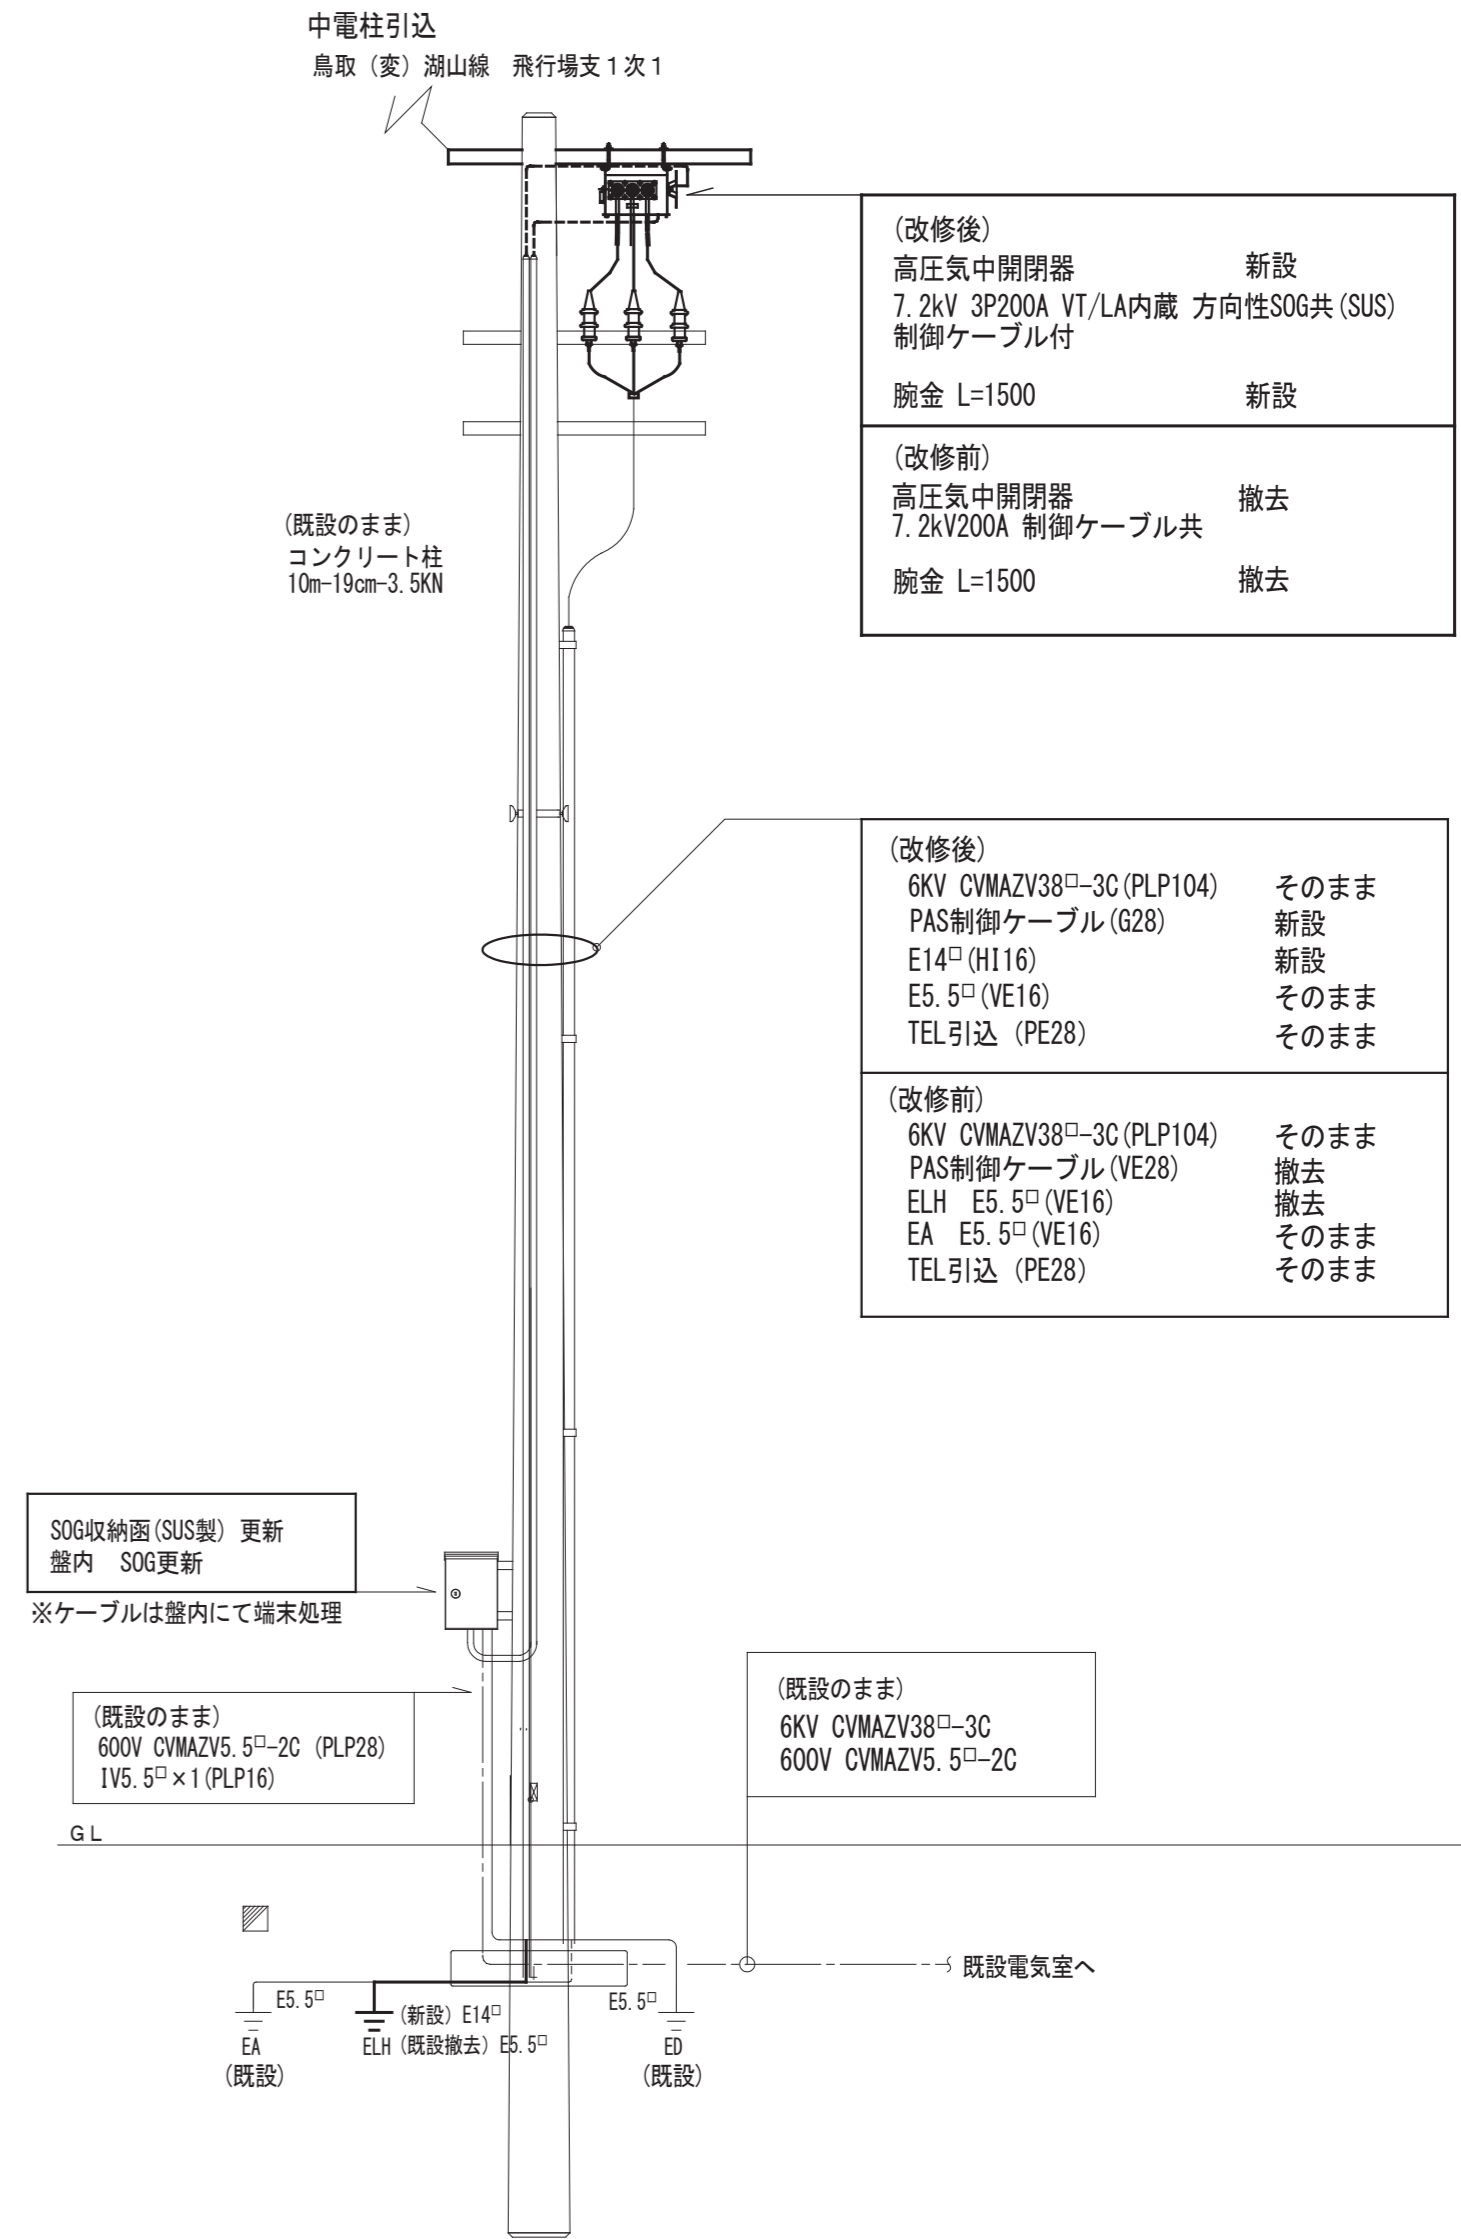 中電柱引込
鳥取（変）湖山線　飛行場支１次１
(改修後)
高圧気中開閉器　新設
7.2kV 3P200A VT/LA内蔵 方向性SOG共(SUS)
制御ケーブル付
腕金 L=1500　新設
(改修前)
高圧気中開閉器　撤去
7.2kV200A 制御ケーブル共
腕金 L=1500　撤去
(既設のまま)
コンクリート柱
10m-19cm-3.5KN
(改修後)
6KV CVMAZV38□-3C(PLP104)　そのまま
PAS制御ケーブル(G28)　新設
E14□(HI16)　新設
E5.5□(VE16)　そのまま
TEL引込（PE28）　そのまま
(改修前)
6KV CVMAZV38□-3C(PLP104)　そのまま
PAS制御ケーブル(VE28)　撤去
ELH　E5.5□(VE16)　撤去
EA　E5.5□(VE16)　そのまま
TEL引込（PE28）　そのまま
SOG収納函(SUS製）更新
盤内　SOG更新
※ケーブルは盤内にて端末処理
(既設のまま)
600V CVMAZV5.5□-2C（PLP28)
IV5.5□×1(PLP16)
(既設のまま)
6KV CVMAZV38□-3C
600V CVMAZV5.5□-2C
ＧＬ
既設電気室へ
E5.5□
(新設）E14□
E5.5□
EA
ELH（既設撤去）E5.5□
ED
(既設)
(既設)